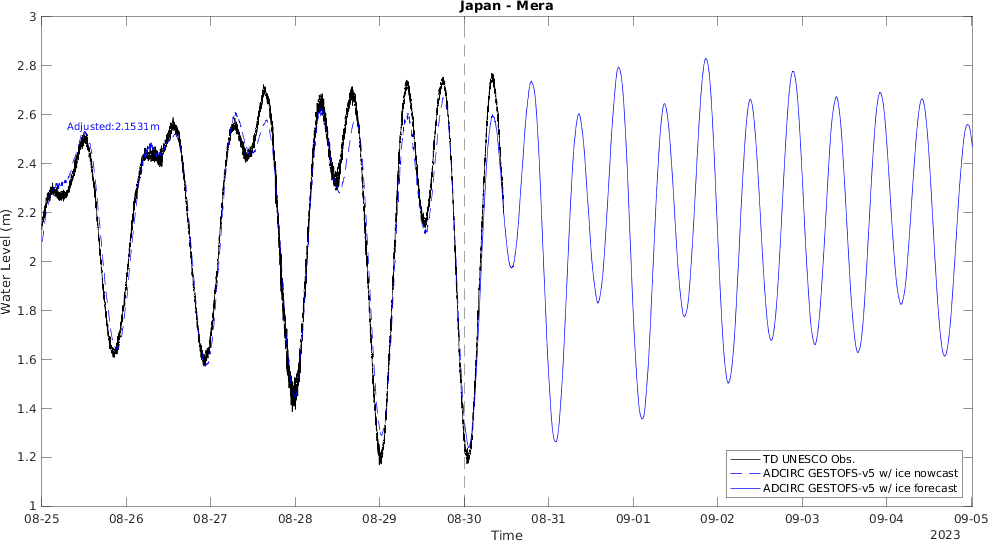 Japan - Mera
Water Level (m)
3
2.8
2.6
2.4
2.2
2
1.8
1.6
1.4
1.2
1
Adjusted:2.1531m
TD UNESCO Obs.
ADCIRC GESTOFS-v5 w/ ice nowcast
ADCIRC GESTOFS-v5 w/ ice forecast
08-25 08-26 08-27 08-28 08-29 08-30 08-31 09-01 09-02 09-03 09-04 09-05
Time
2023